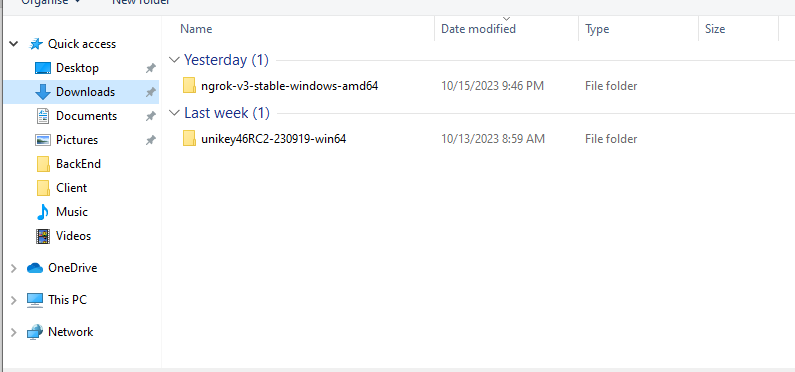 Organise
New folder
Name Date modified Type Size
Quick access
Desktop
Downloads
Documents
Pictures
BackEnd
Client
Music
Videos
OneDrive
This PC
Network
Yesterday (1)
ngrok-v3-stable-windows-amd64 10/15/2023 9:46 PM File folder
Last week (1)
unikey46RC2-230919-win64 10/13/2023 8:59 AM File folder